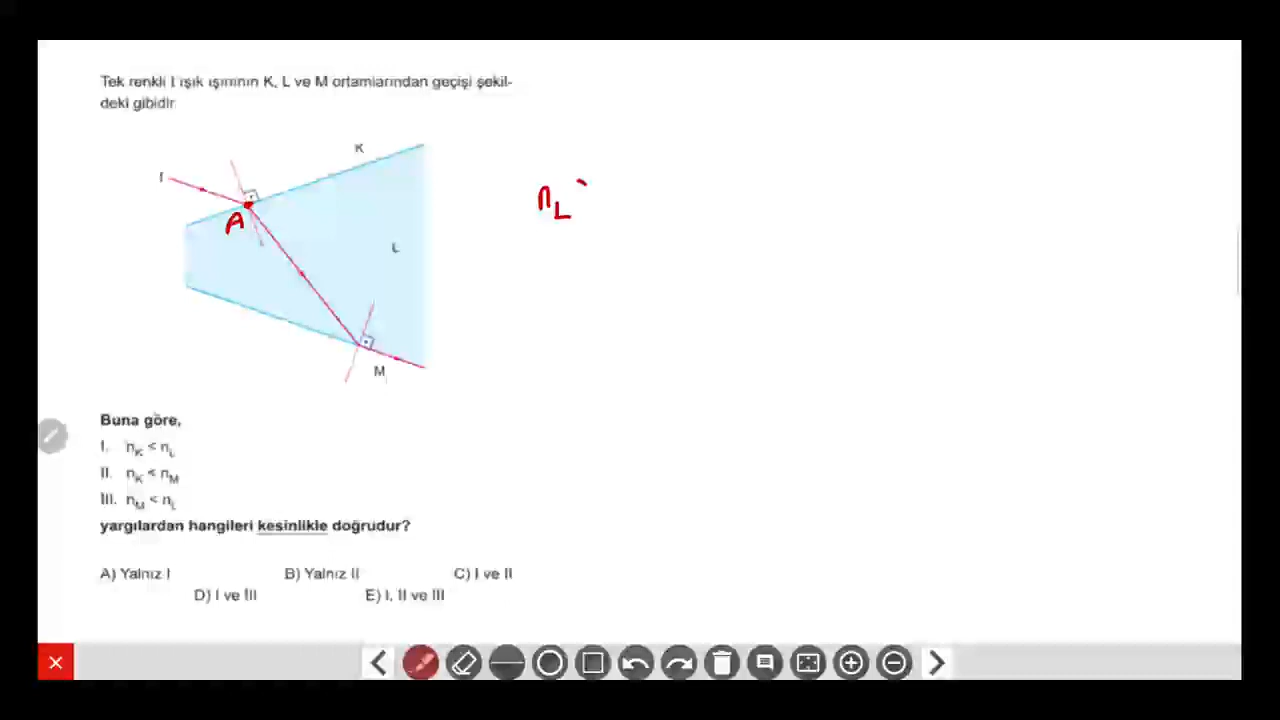 Tek renkli I ışık ışınının K, L ve M ortamlarından geçişi şekil-
deki gibidir
K
I
A
n_L
L
M
Buna göre,
I. n_K < n_L
II. n_K < n_M
III. n_M < n_L
yargılardan hangileri kesinlikle doğrudur?
A) Yalnız I B) Yalnız II C) I ve II
D) I ve III E) I, II ve III